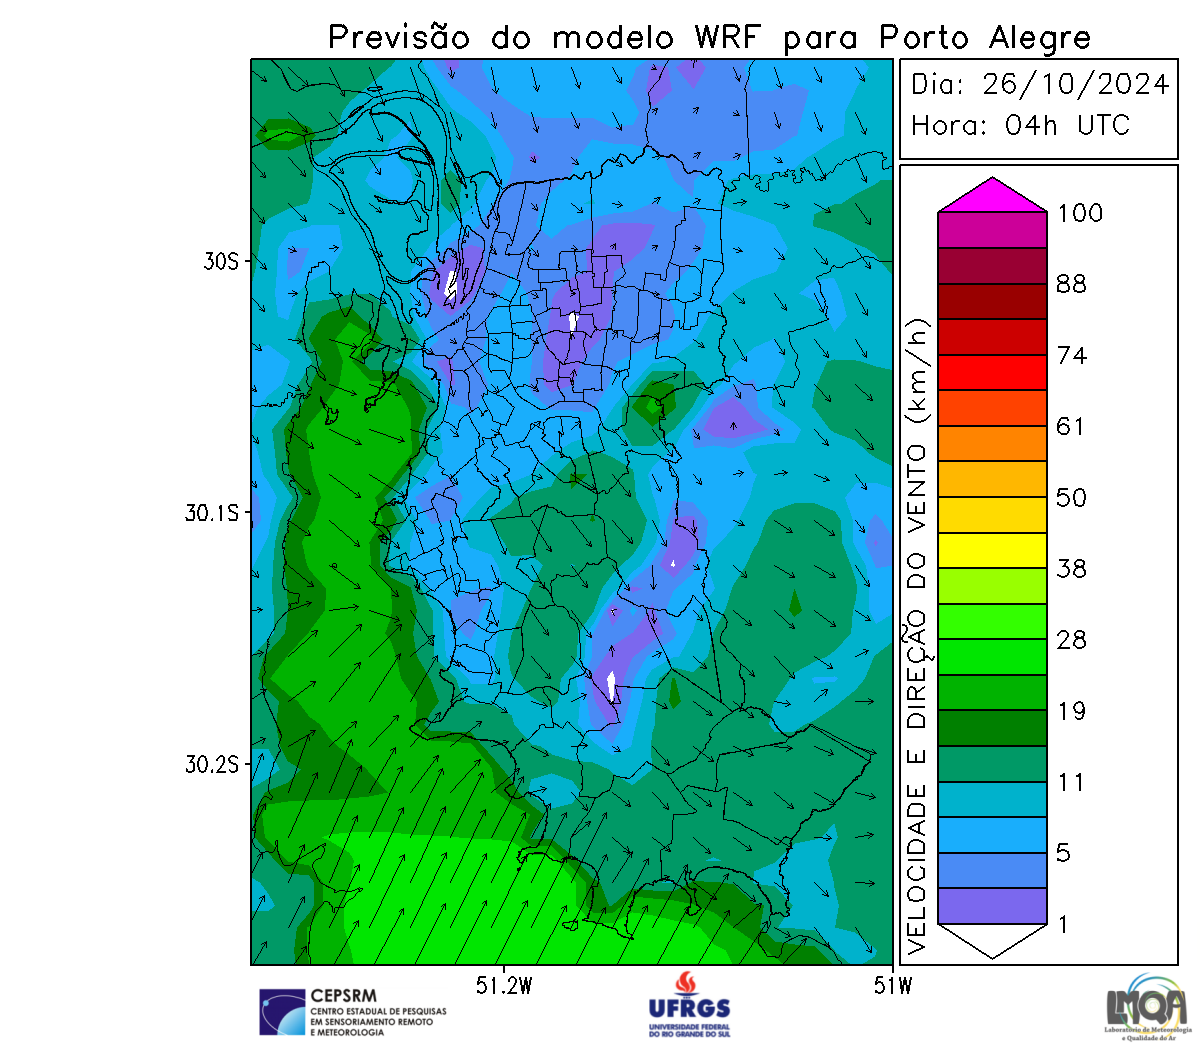 Previsão do modelo WRF para Porto Alegre
Dia: 26/10/2024
Hora: 04h UTC
VELOCIDADE E DIREÇÃO DO VENTO (km/h)
100
88
74
61
50
38
28
19
11
5
1
30S
30.1S
30.2S
51.2W
51W
CEPSRM
CENTRO ESTADUAL DE PESQUISAS
EM SENSORIAMENTO REMOTO
E METEOROLOGIA
UFRGS
UNIVERSIDADE FEDERAL
DO RIO GRANDE DO SUL
LMQA
Laboratório de Meteorologia
e Qualidade do Ar